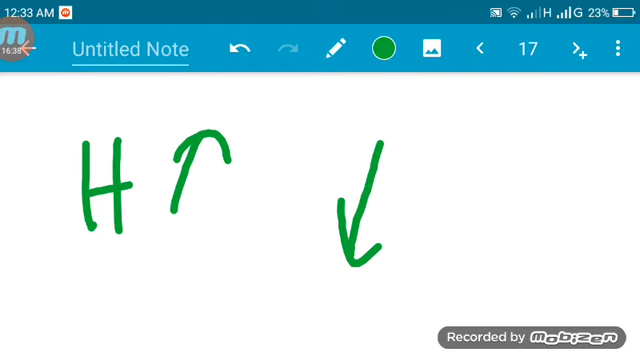 12:33 AM H G 23%
m
16:38
Untitled Note 17
H ↑ ↓
Recorded by mobizen